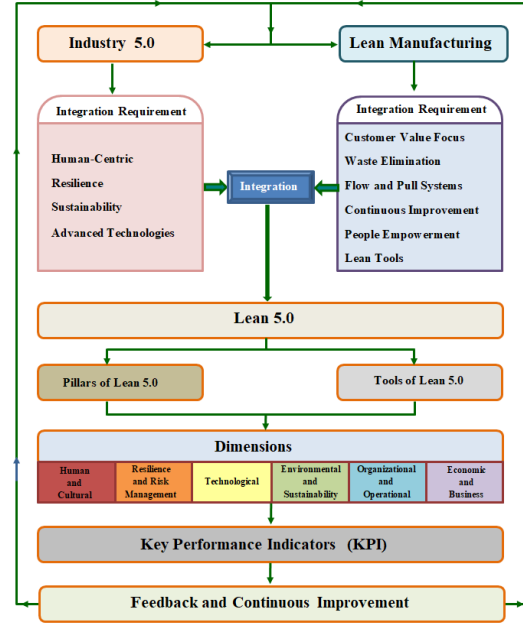 Industry 5.0
Lean Manufacturing
Integration Requirement
Human-Centric
Resilience
Sustainability
Advanced Technologies
Integration
Integration Requirement
Customer Value Focus
Waste Elimination
Flow and Pull Systems
Continuous Improvement
People Empowerment
Lean Tools
Lean 5.0
Pillars of Lean 5.0
Tools of Lean 5.0
Dimensions
Human
and
Cultural
Resilience
and Risk
Management
Technological
Environmental
and
Sustainability
Organizational
and
Operational
Economic
and
Business
Key Performance Indicators (KPI)
Feedback and Continuous Improvement